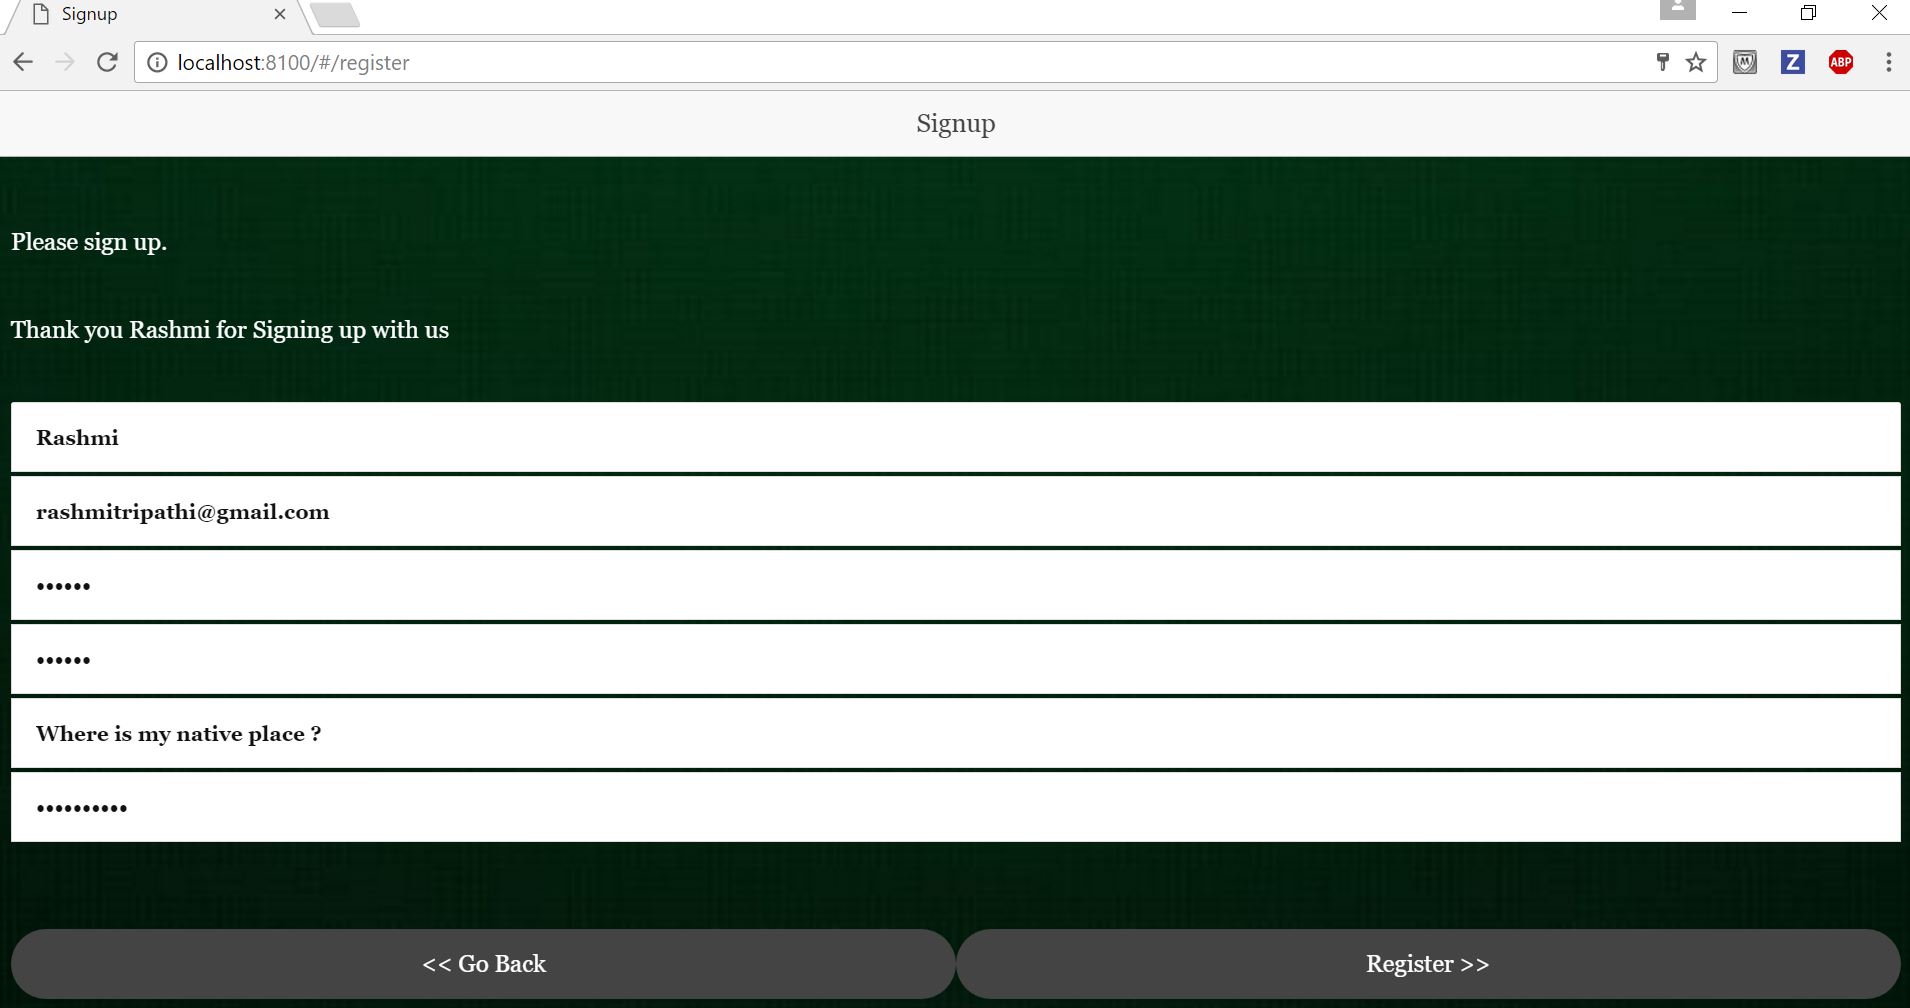 Signup
localhost:8100/#/register
Z
ABP
Signup
Please sign up.
Thank you Rashmi for Signing up with us
Rashmi
rashmitripathi@gmail.com
••••••
••••••
Where is my native place ?
••••••••••
<< Go Back
Register >>